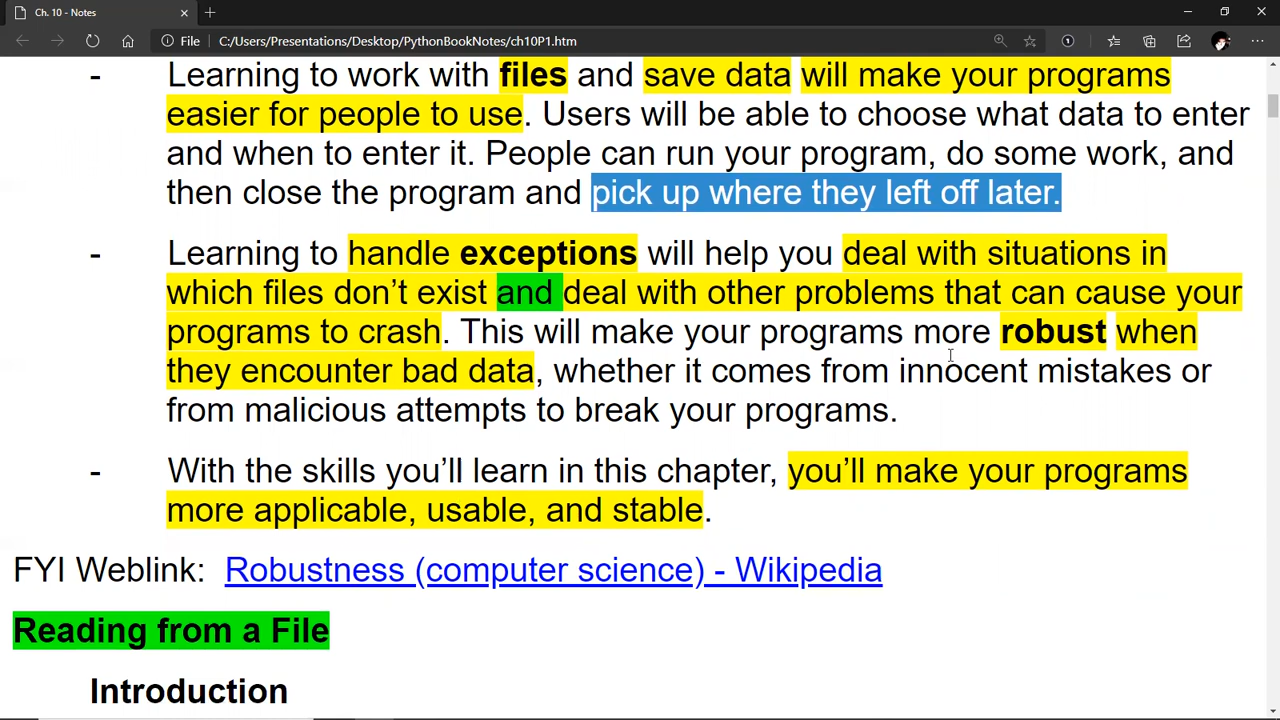 Ch. 10 - Notes
File
C:/Users/Presentations/Desktop/PythonBookNotes/ch10P1.htm
- Learning to work with files and save data will make your programs
easier for people to use. Users will be able to choose what data to enter
and when to enter it. People can run your program, do some work, and
then close the program and pick up where they left off later.
- Learning to handle exceptions will help you deal with situations in
which files don’t exist and deal with other problems that can cause your
programs to crash. This will make your programs more robust when
they encounter bad data, whether it comes from innocent mistakes or
from malicious attempts to break your programs.
- With the skills you’ll learn in this chapter, you’ll make your programs
more applicable, usable, and stable.
FYI Weblink: Robustness (computer science) - Wikipedia
Reading from a File
Introduction